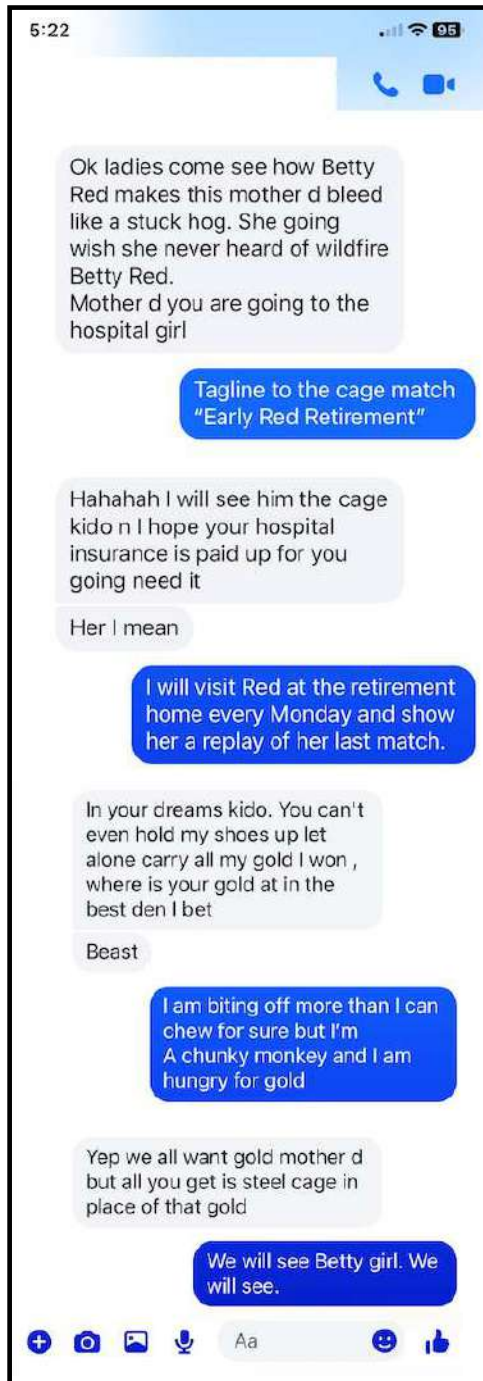 5:22
95
Ok ladies come see how Betty
Red makes this mother d bleed
like a stuck hog. She going
wish she never heard of wildfire
Betty Red.
Mother d you are going to the
hospital girl
Tagline to the cage match
“Early Red Retirement”
Hahahah I will see him the cage
kido n I hope your hospital
insurance is paid up for you
going need it
Her I mean
I will visit Red at the retirement
home every Monday and show
her a replay of her last match.
In your dreams kido. You can't
even hold my shoes up let
alone carry all my gold I won ,
where is your gold at in the
best den I bet
Beast
I am biting off more than I can
chew for sure but I’m
A chunky monkey and I am
hungry for gold
Yep we all want gold mother d
but all you get is steel cage in
place of that gold
We will see Betty girl. We
will see.
Aa